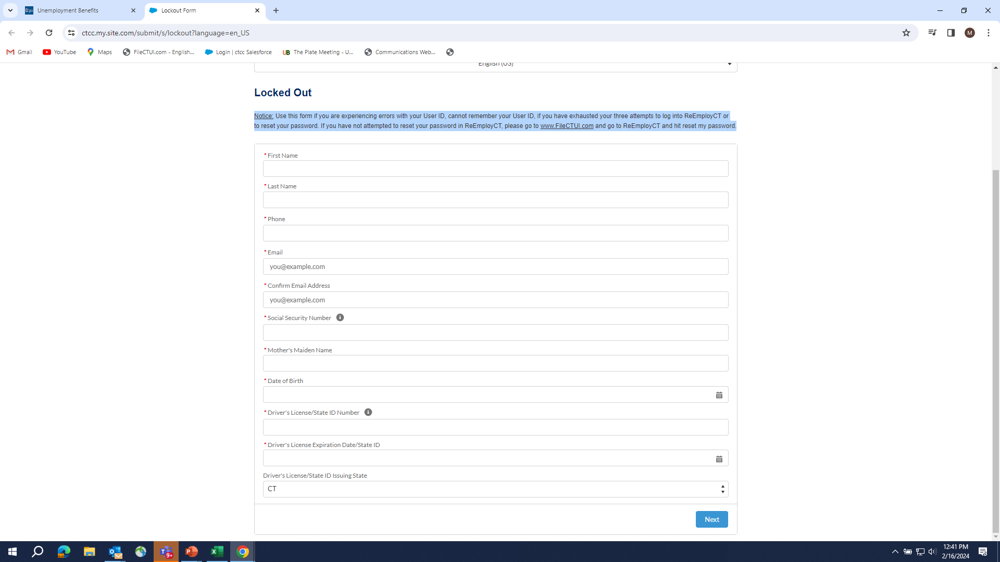 Unemployment Benefits
Lockout Form
ctcc.my.site.com/submit/s/lockout?language=en_US
M
Gmail
YouTube
Maps
FileCTUI.com - English...
Login | ctcc Salesforce
UB
The Plate Meeting - U...
Communications Web...
English (US)
Locked Out
Notice: Use this form if you are experiencing errors with your User ID, cannot remember your User ID, if you have exhausted your three attempts to log into ReEmployCT or
to reset your password. If you have not attempted to reset your password in ReEmployCT, please go to www.FileCTUI.com and go to ReEmployCT and hit reset my password.
* First Name
* Last Name
* Phone
* Email
you@example.com
* Confirm Email Address
you@example.com
* Social Security Number
* Mother's Maiden Name
* Date of Birth
* Driver's License/State ID Number
* Driver's License Expiration Date/State ID
Driver's License/State ID Issuing State
CT
Next
9+
12:41 PM
2/16/2024